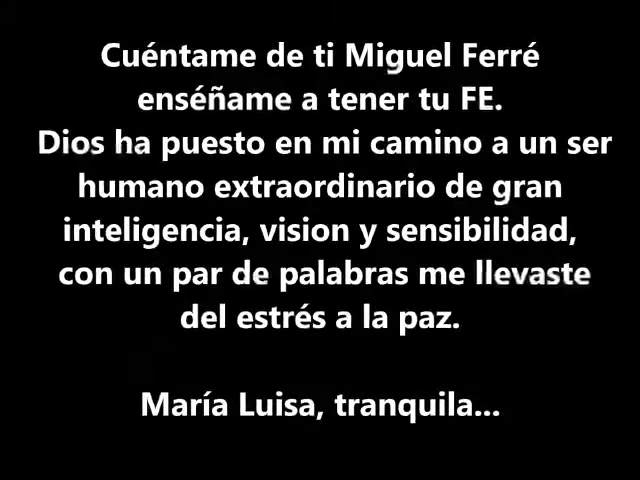 Cuéntame de ti Miguel Ferré
enséñame a tener tu FE.
Dios ha puesto en mi camino a un ser
humano extraordinario de gran
inteligencia, vision y sensibilidad,
con un par de palabras me llevaste
del estrés a la paz.
María Luisa, tranquila...